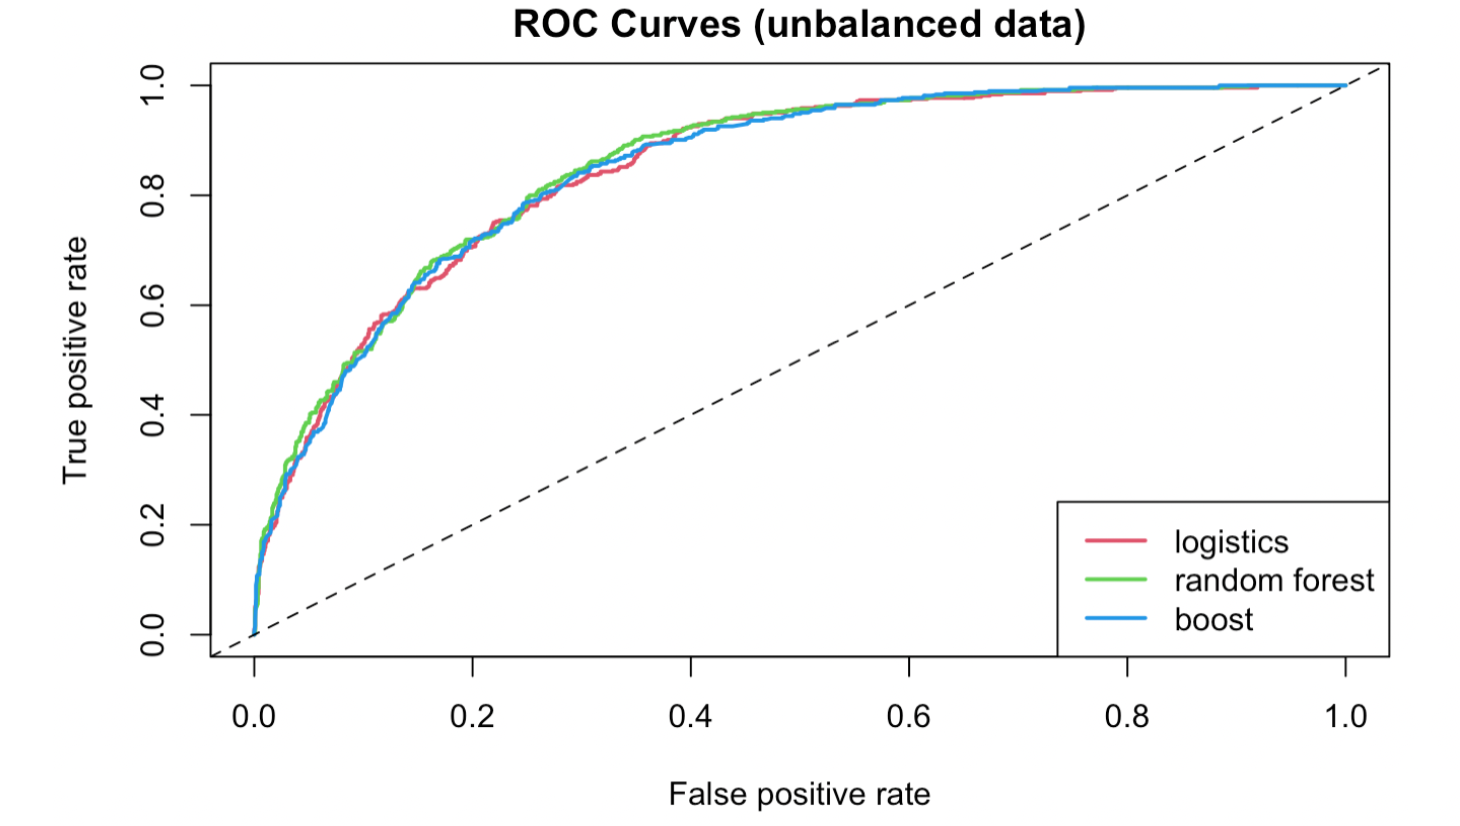 ROC Curves (unbalanced data)
True positive rate
1.0
0.8
0.6
0.4
0.2
0.0
logistics
random forest
boost
0.0 0.2 0.4 0.6 0.8 1.0
False positive rate